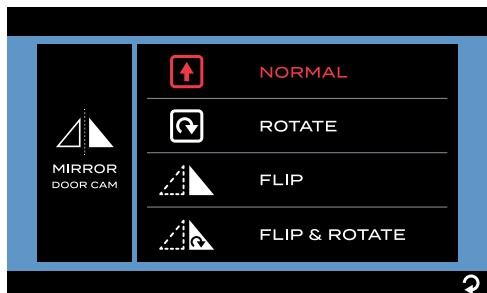 MIRROR
DOOR CAM
NORMAL
ROTATE
FLIP
FLIP & ROTATE